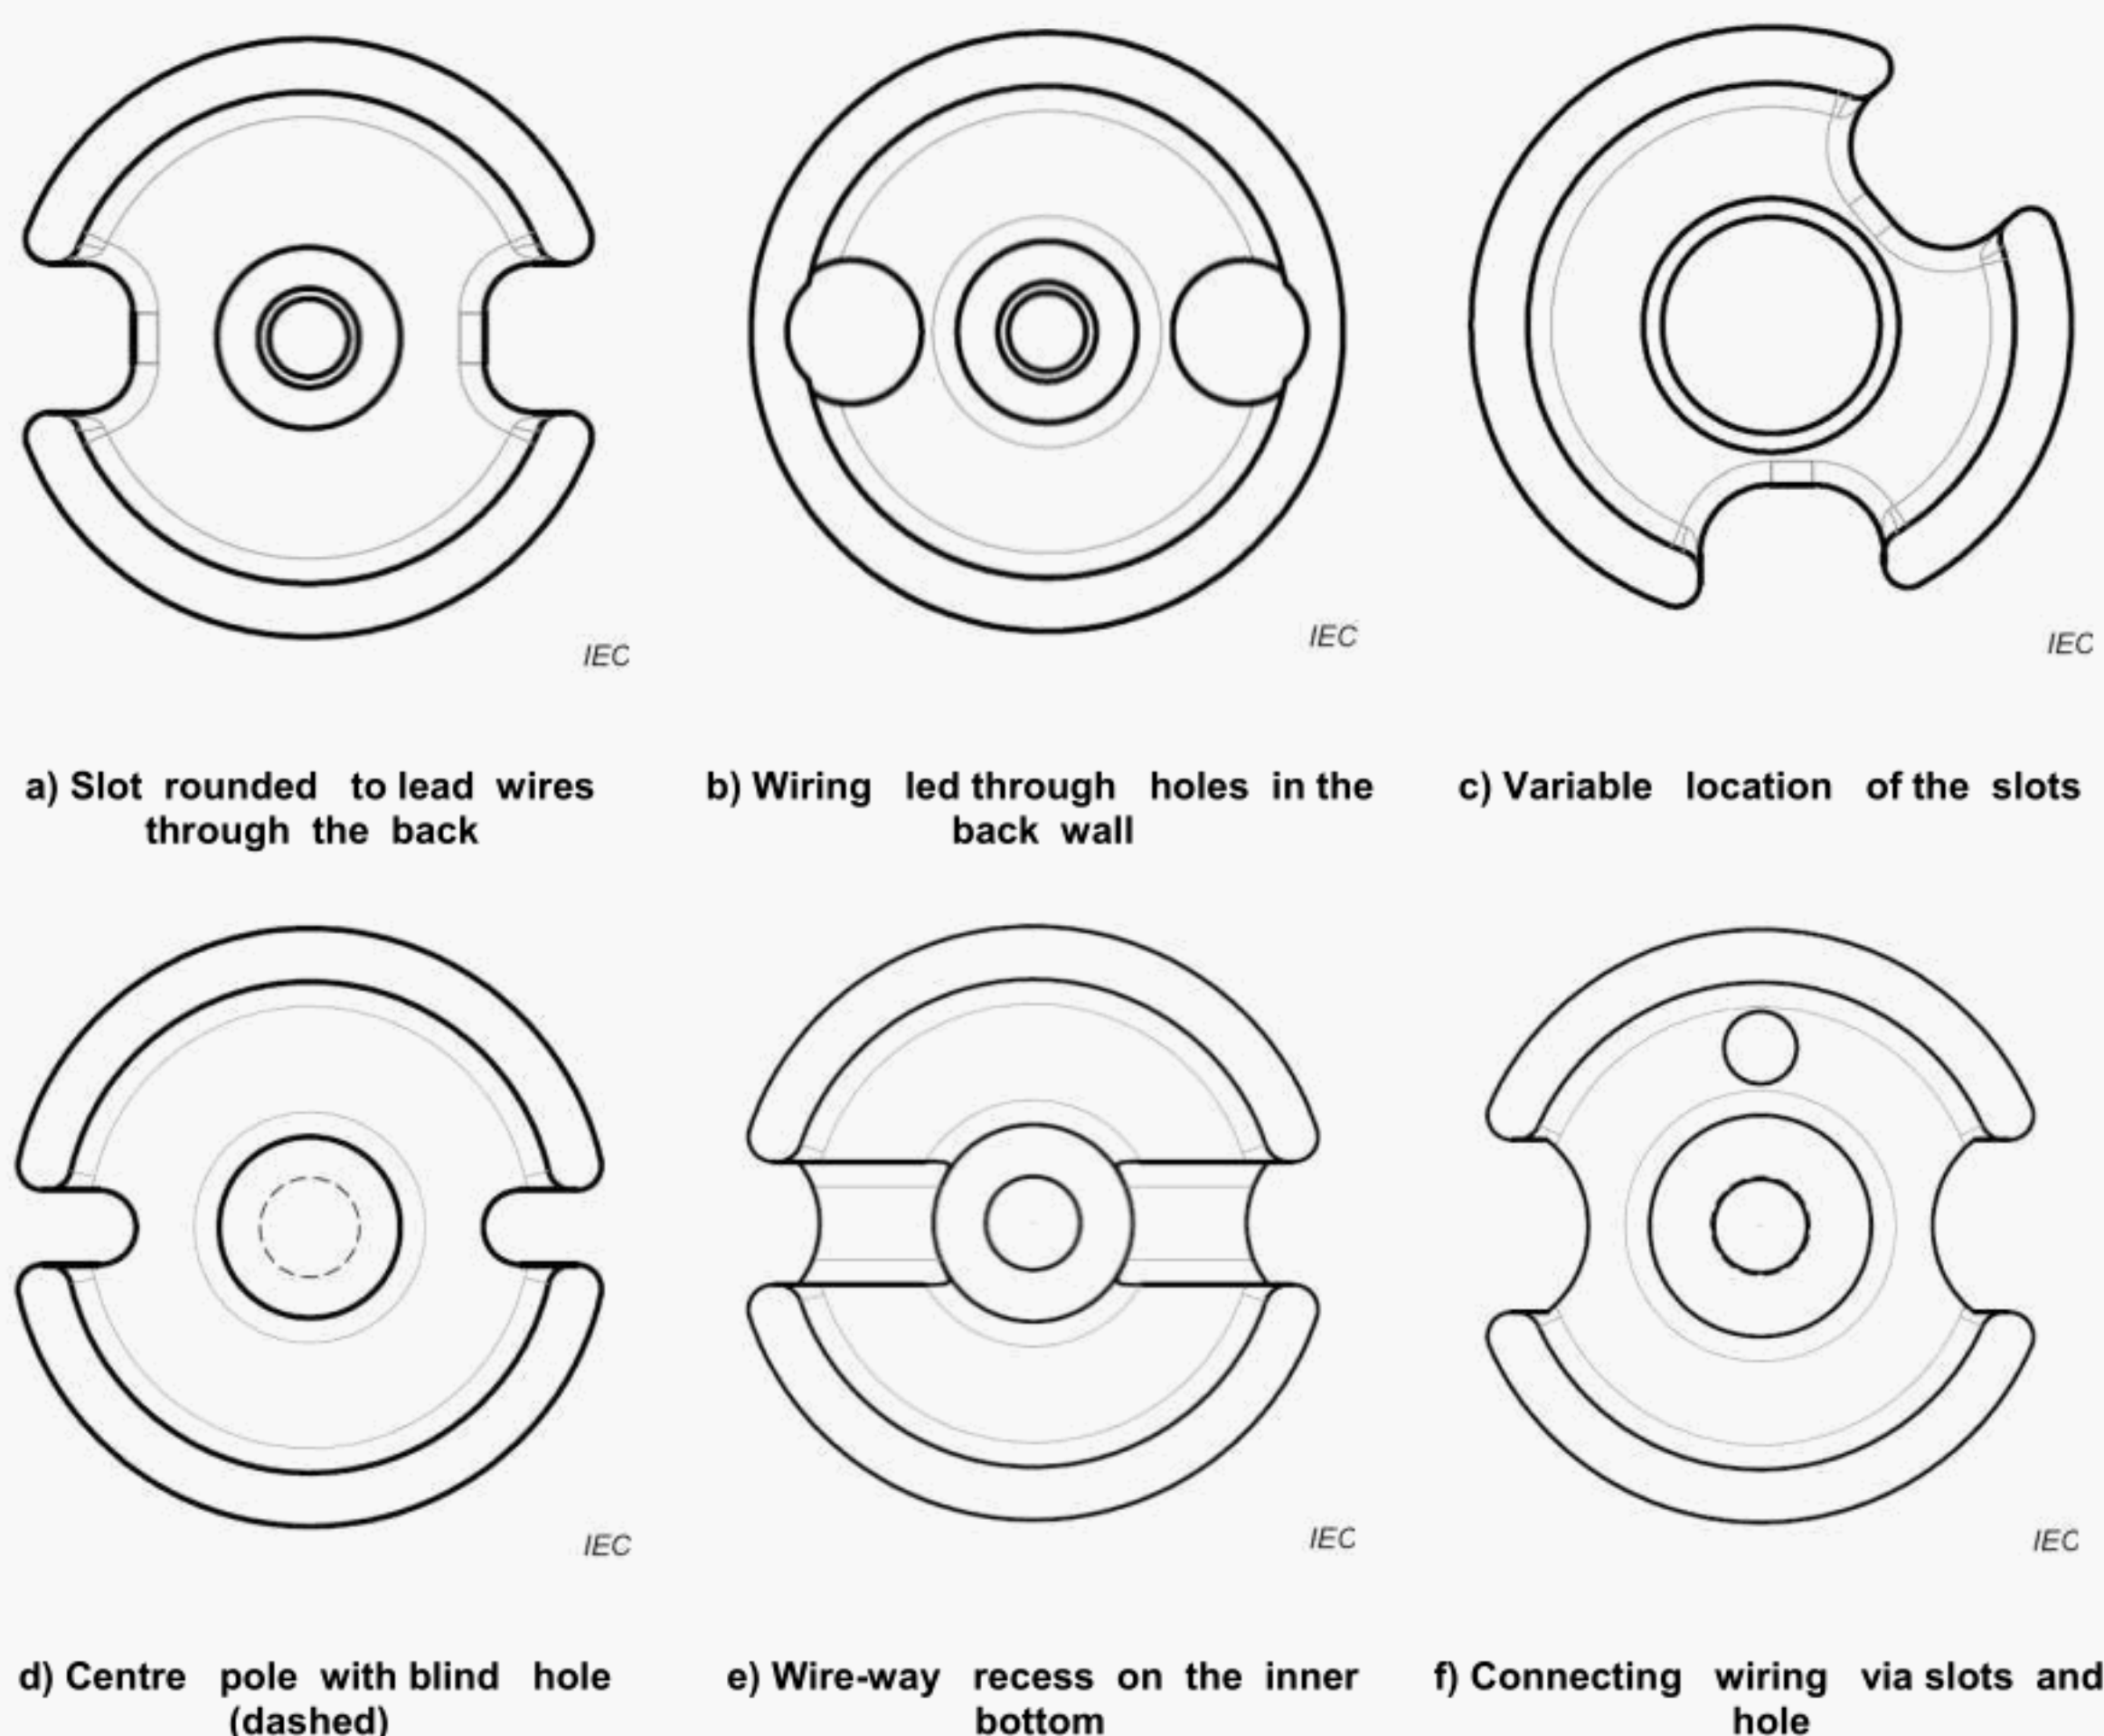 IEC
IEC
IEC
a) Slot rounded to lead wires
through the back
b) Wiring led through holes in the
back wall
c) Variable location of the slots
IEC
IEC
IEC
d) Centre pole with blind hole
(dashed)
e) Wire-way recess on the inner
bottom
f) Connecting wiring via slots and
hole